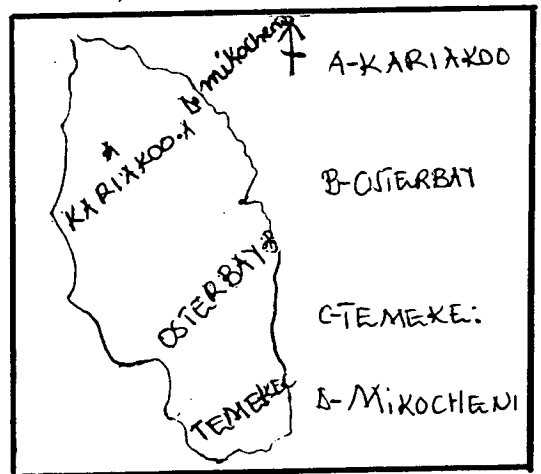 mikocheni
D
A-KARIAKOO
A
KARIAKOO.A
B-OSTERBAY
OSTERBAY B
C-TEMEKE:
TEMEKE C
D-MIKOCHENI